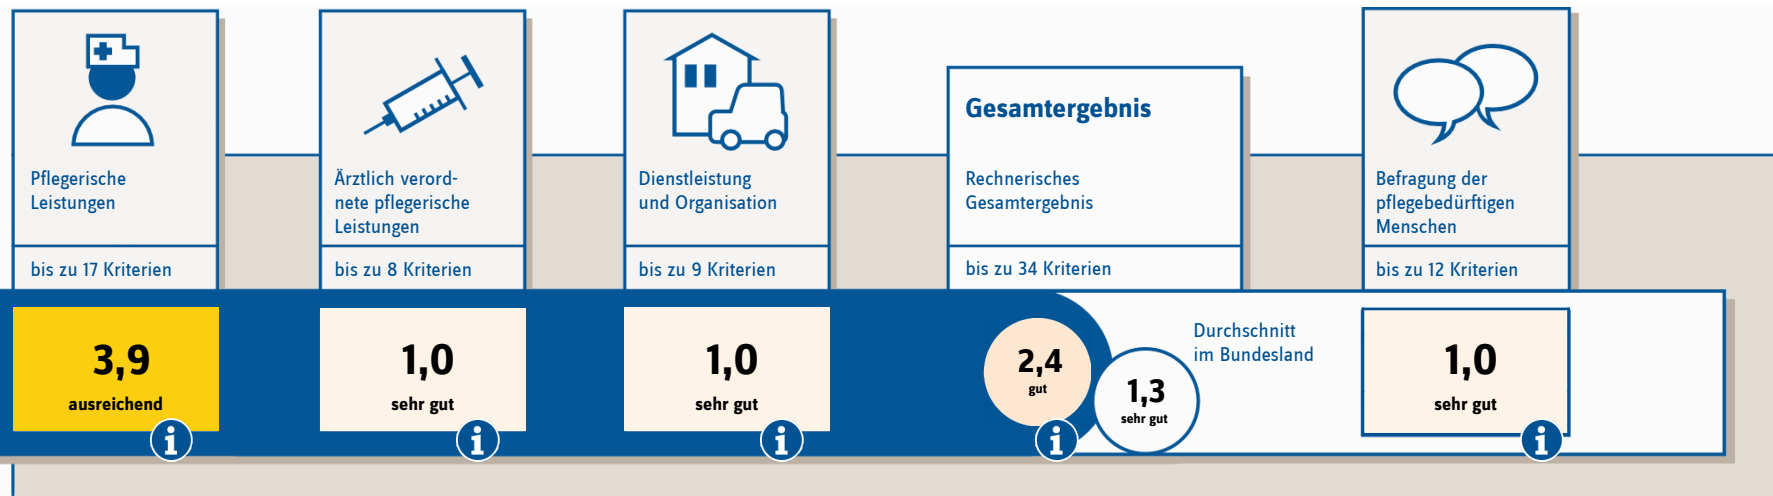 Pflegerische
Leistungen
bis zu 17 Kriterien
3,9
ausreichend
i
Ärztlich verord-
nete pflegerische
Leistungen
bis zu 8 Kriterien
1,0
sehr gut
i
Dienstleistung
und Organisation
bis zu 9 Kriterien
1,0
sehr gut
i
Gesamtergebnis
Rechnerisches
Gesamtergebnis
bis zu 34 Kriterien
2,4
gut
i
Durchschnitt
im Bundesland
1,3
sehr gut
Befragung der
pflegebedürftigen
Menschen
bis zu 12 Kriterien
1,0
sehr gut
i